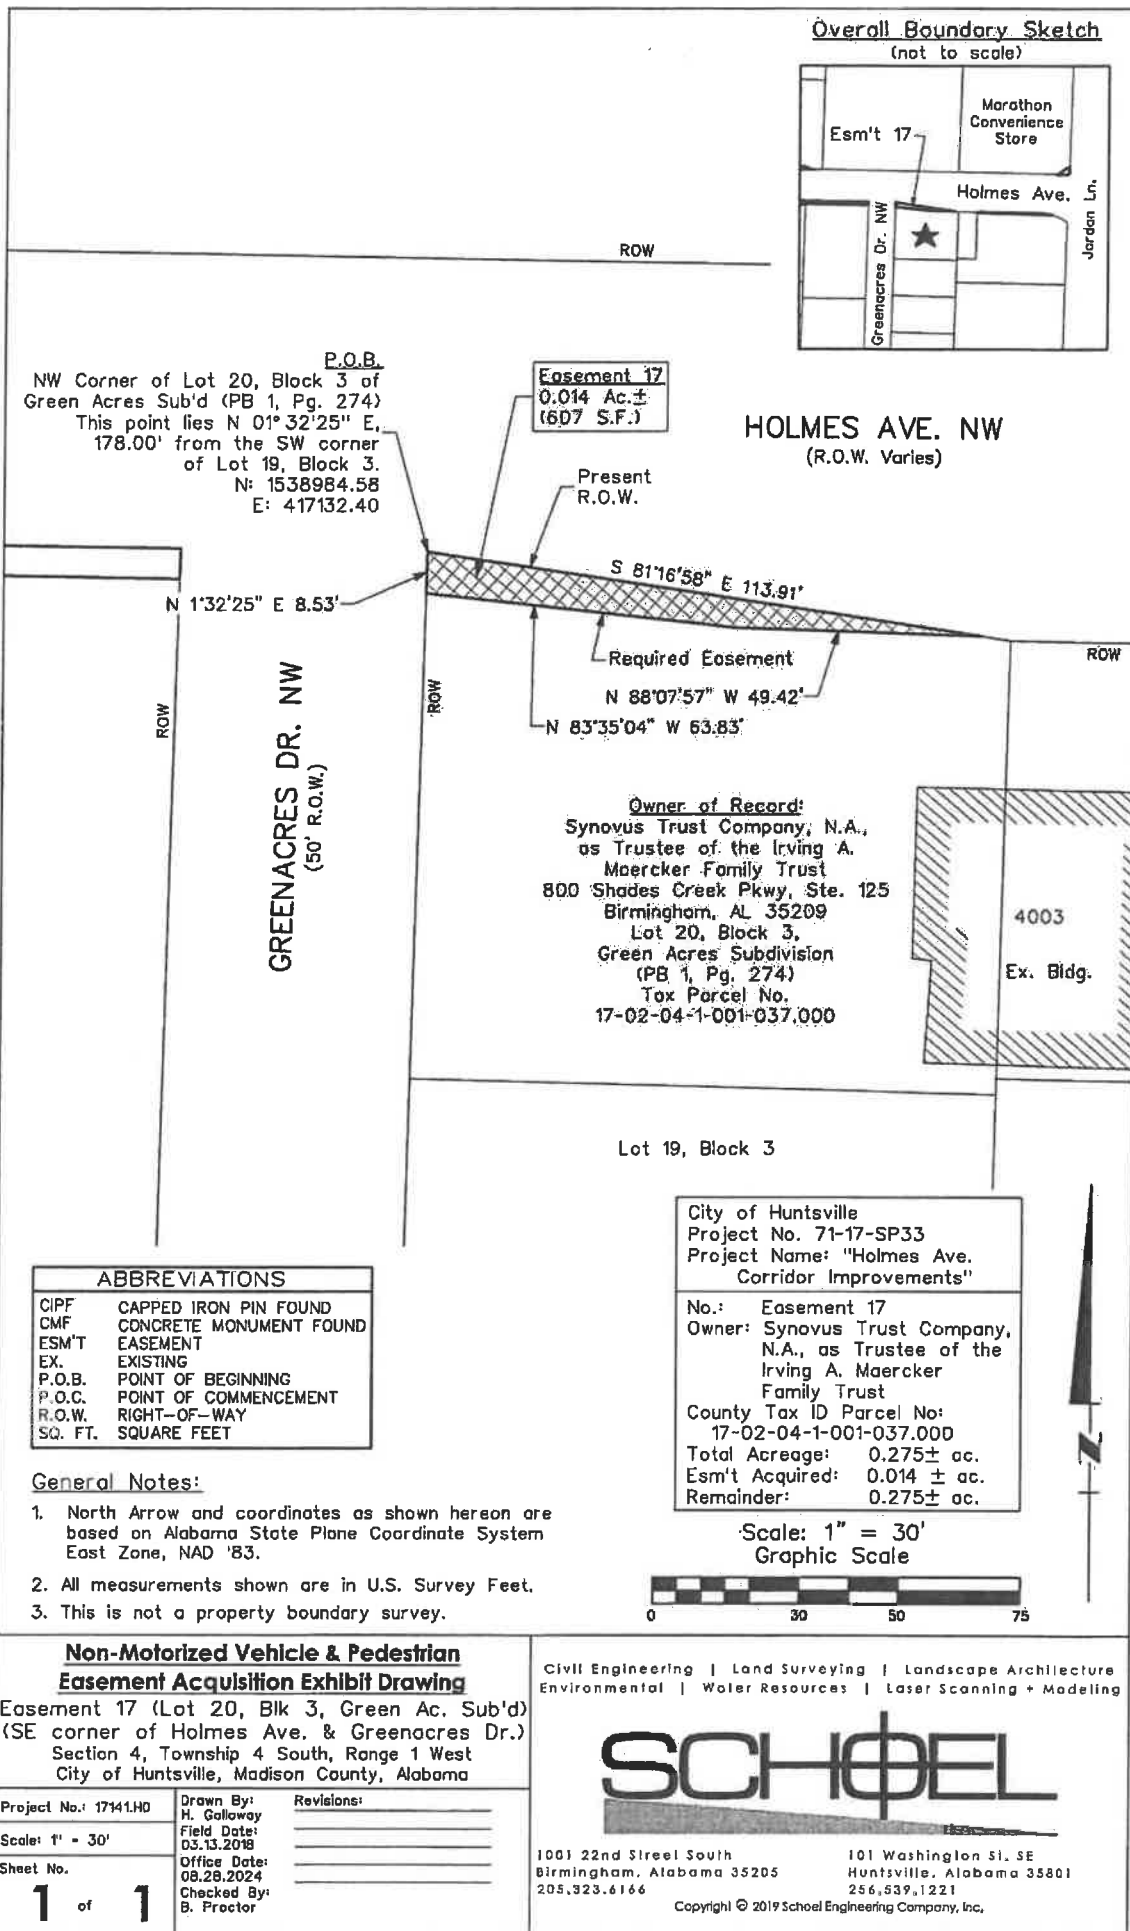 Overall Boundary Sketch
(not to scale)
Marathon
Convenience
Store
Esm't 17
Holmes Ave.
Jordan Ln.
Greenacres Dr. NW
ROW
P.O.B.
NW Corner of Lot 20, Block 3 of
Green Acres Sub'd (PB 1, Pg. 274)
This point lies N 01°32'25" E,
178.00' from the SW corner
of Lot 19, Block 3.
N: 1538984.58
E: 417132.40
Easement 17
0.014 Ac.±
(607 S.F.)
HOLMES AVE. NW
(R.O.W. Varies)
Present
R.O.W.
S 81°16'58" E 113.91'
N 1°32'25" E 8.53'
Required Easement
ROW
N 88°07'57" W 49.42'
N 83°35'04" W 63.83'
ROW
ROW
GREENACRES DR. NW
(50' R.O.W.)
Owner of Record:
Synovus Trust Company, N.A.,
as Trustee of the Irving A.
Maercker Family Trust
800 Shades Creek Pkwy, Ste. 125
Birmingham, AL 35209
Lot 20, Block 3,
Green Acres Subdivision
(PB 1, Pg. 274)
Tax Parcel No.
17-02-04-1-001-037.000
4003
Ex. Bldg.
Lot 19, Block 3
City of Huntsville
Project No. 71-17-SP33
Project Name: "Holmes Ave.
Corridor Improvements"
No.: Easement 17
Owner: Synovus Trust Company,
N.A., as Trustee of the
Irving A. Maercker
Family Trust
County Tax ID Parcel No:
17-02-04-1-001-037.000
Total Acreage: 0.275± ac.
Esm't Acquired: 0.014 ± ac.
Remainder: 0.275± ac.
N
ABBREVIATIONS
CIPF CAPPED IRON PIN FOUND
CMF CONCRETE MONUMENT FOUND
ESM'T EASEMENT
EX. EXISTING
P.O.B. POINT OF BEGINNING
P.O.C. POINT OF COMMENCEMENT
R.O.W. RIGHT-OF-WAY
SQ. FT. SQUARE FEET
General Notes:
1. North Arrow and coordinates as shown hereon are
based on Alabama State Plane Coordinate System
East Zone, NAD '83.
2. All measurements shown are in U.S. Survey Feet.
3. This is not a property boundary survey.
Scale: 1" = 30'
Graphic Scale
0 30 50 75
Non-Motorized Vehicle & Pedestrian
Easement Acquisition Exhibit Drawing
Easement 17 (Lot 20, Blk 3, Green Ac. Sub'd)
(SE corner of Holmes Ave. & Greenacres Dr.)
Section 4, Township 4 South, Range 1 West
City of Huntsville, Madison County, Alabama
Project No.: 17141.HD
Scale: 1" = 30'
Sheet No.
1 of 1
Drawn By:
H. Galloway
Field Date:
03.13.2018
Office Date:
08.28.2024
Checked By:
B. Proctor
Revisions:
Civil Engineering | Land Surveying | Landscape Architecture
Environmental | Water Resources | Laser Scanning + Modeling
SCHOEL
1001 22nd Street South
Birmingham, Alabama 35205
205.323.6166
101 Washington St. SE
Huntsville, Alabama 35801
256.539.1221
Copyright © 2019 Schoel Engineering Company, Inc.